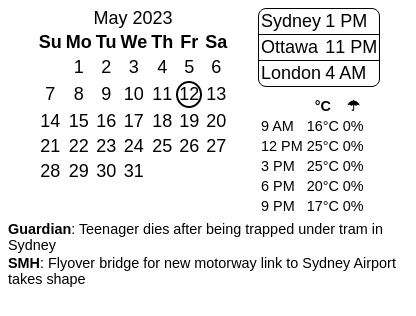 May 2023
Su Mo Tu We Th Fr Sa
1 2 3 4 5 6
7 8 9 10 11 12 13
14 15 16 17 18 19 20
21 22 23 24 25 26 27
28 29 30 31
Sydney 1 PM
Ottawa 11 PM
London 4 AM
°C ☂
9 AM 16°C 0%
12 PM 25°C 0%
3 PM 25°C 0%
6 PM 20°C 0%
9 PM 17°C 0%
Guardian: Teenager dies after being trapped under tram in
Sydney
SMH: Flyover bridge for new motorway link to Sydney Airport
takes shape